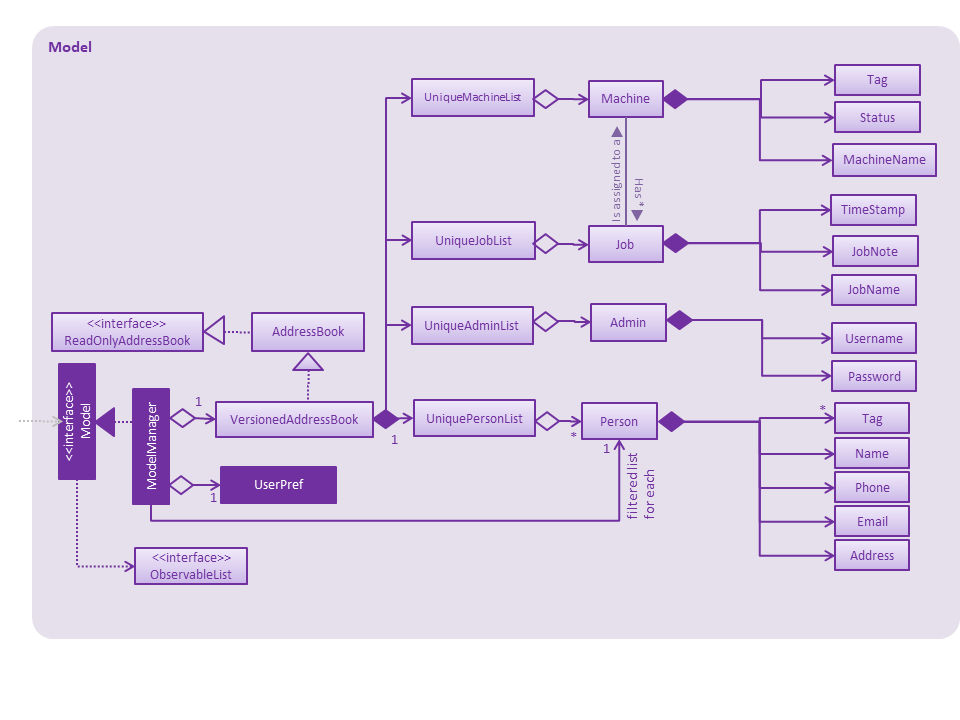 Model
UniqueMachineList
Machine
Tag
Status
MachineName
Is assigned to a
Has
*
UniqueJobList
Job
TimeStamp
JobNote
JobName
<<interface>>
ReadOnlyAddressBook
AddressBook
UniqueAdminList
Admin
Username
Password
<<interface>>
Model
ModelManager
1
VersionedAddressBook
1
UniquePersonList
*
Person
1
filtered list
for each
*
Tag
Name
Phone
Email
Address
1
UserPref
<<interface>>
ObservableList